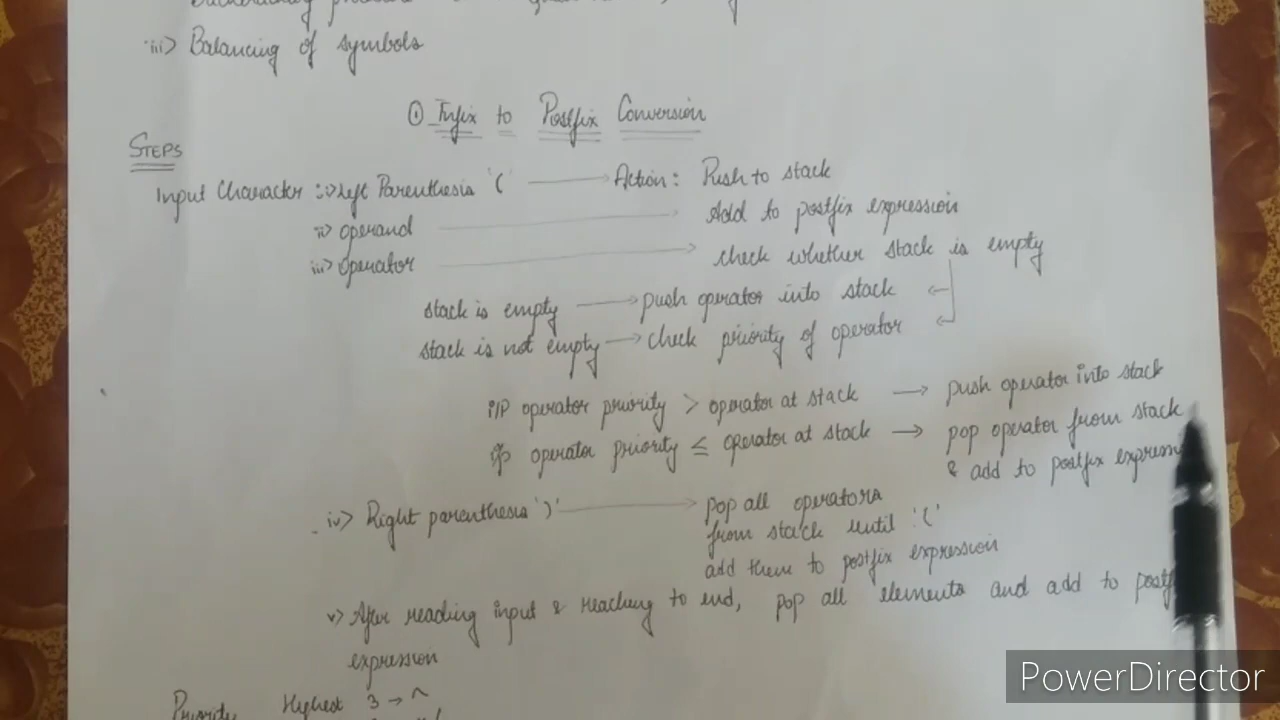 iii) Balancing of symbols
① Infix to Postfix Conversion
STEPS
Input Character : i) Left Parenthesis '(' → Action : Push to stack
ii) operand → Add to postfix expression
iii) operator → check whether stack is empty
stack is empty → push operator into stack
stack is not empty → check priority of operator
i/p operator priority > operator at stack → push operator into stack
i/p operator priority ≤ operator at stack → pop operator from stack
& add to postfix
iv) Right parenthesis ')' → pop all operators
from stack until '('
add them to postfix expression
v) After reading input & reaching to end, pop all elements and add to
expression
Priority Highest 3 → ^
PowerDirector